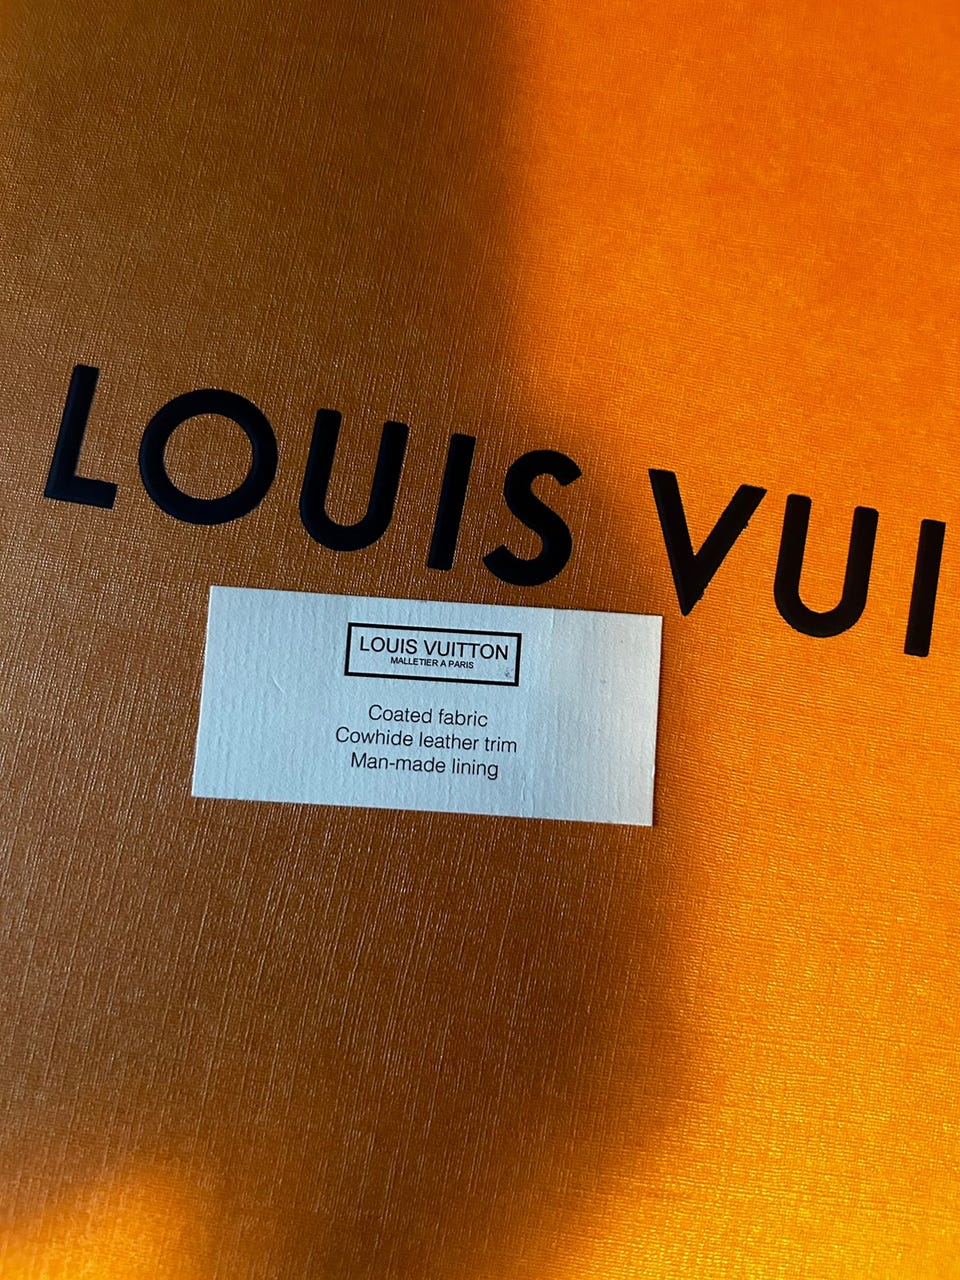 LOUIS VUI
LOUIS VUITTON
MALLETIER A PARIS
Coated fabric
Cowhide leather trim
Man-made lining